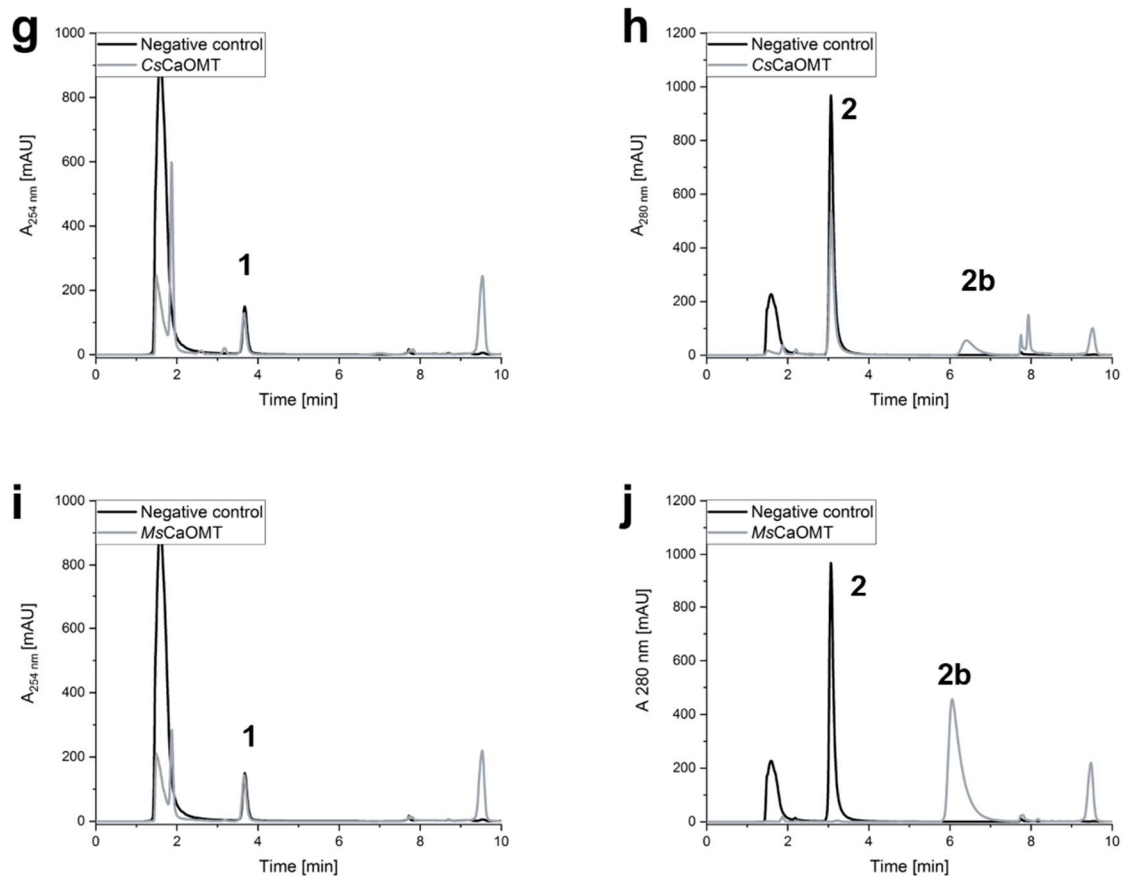 g
1000
800
600
400
200
0
A254 nm [mAU]
Negative control
CsCaOMT
1
0 2 4 6 8 10
Time [min]
h
1200
1000
800
600
400
200
0
A280 nm [mAU]
Negative control
CsCaOMT
2
2b
0 2 4 6 8 10
Time [min]
i
1000
800
600
400
200
0
A254 nm [mAU]
Negative control
MsCaOMT
1
0 2 4 6 8 10
Time [min]
j
1200
1000
800
600
400
200
0
A 280 nm [mAU]
Negative control
MsCaOMT
2
2b
0 2 4 6 8 10
Time [min]